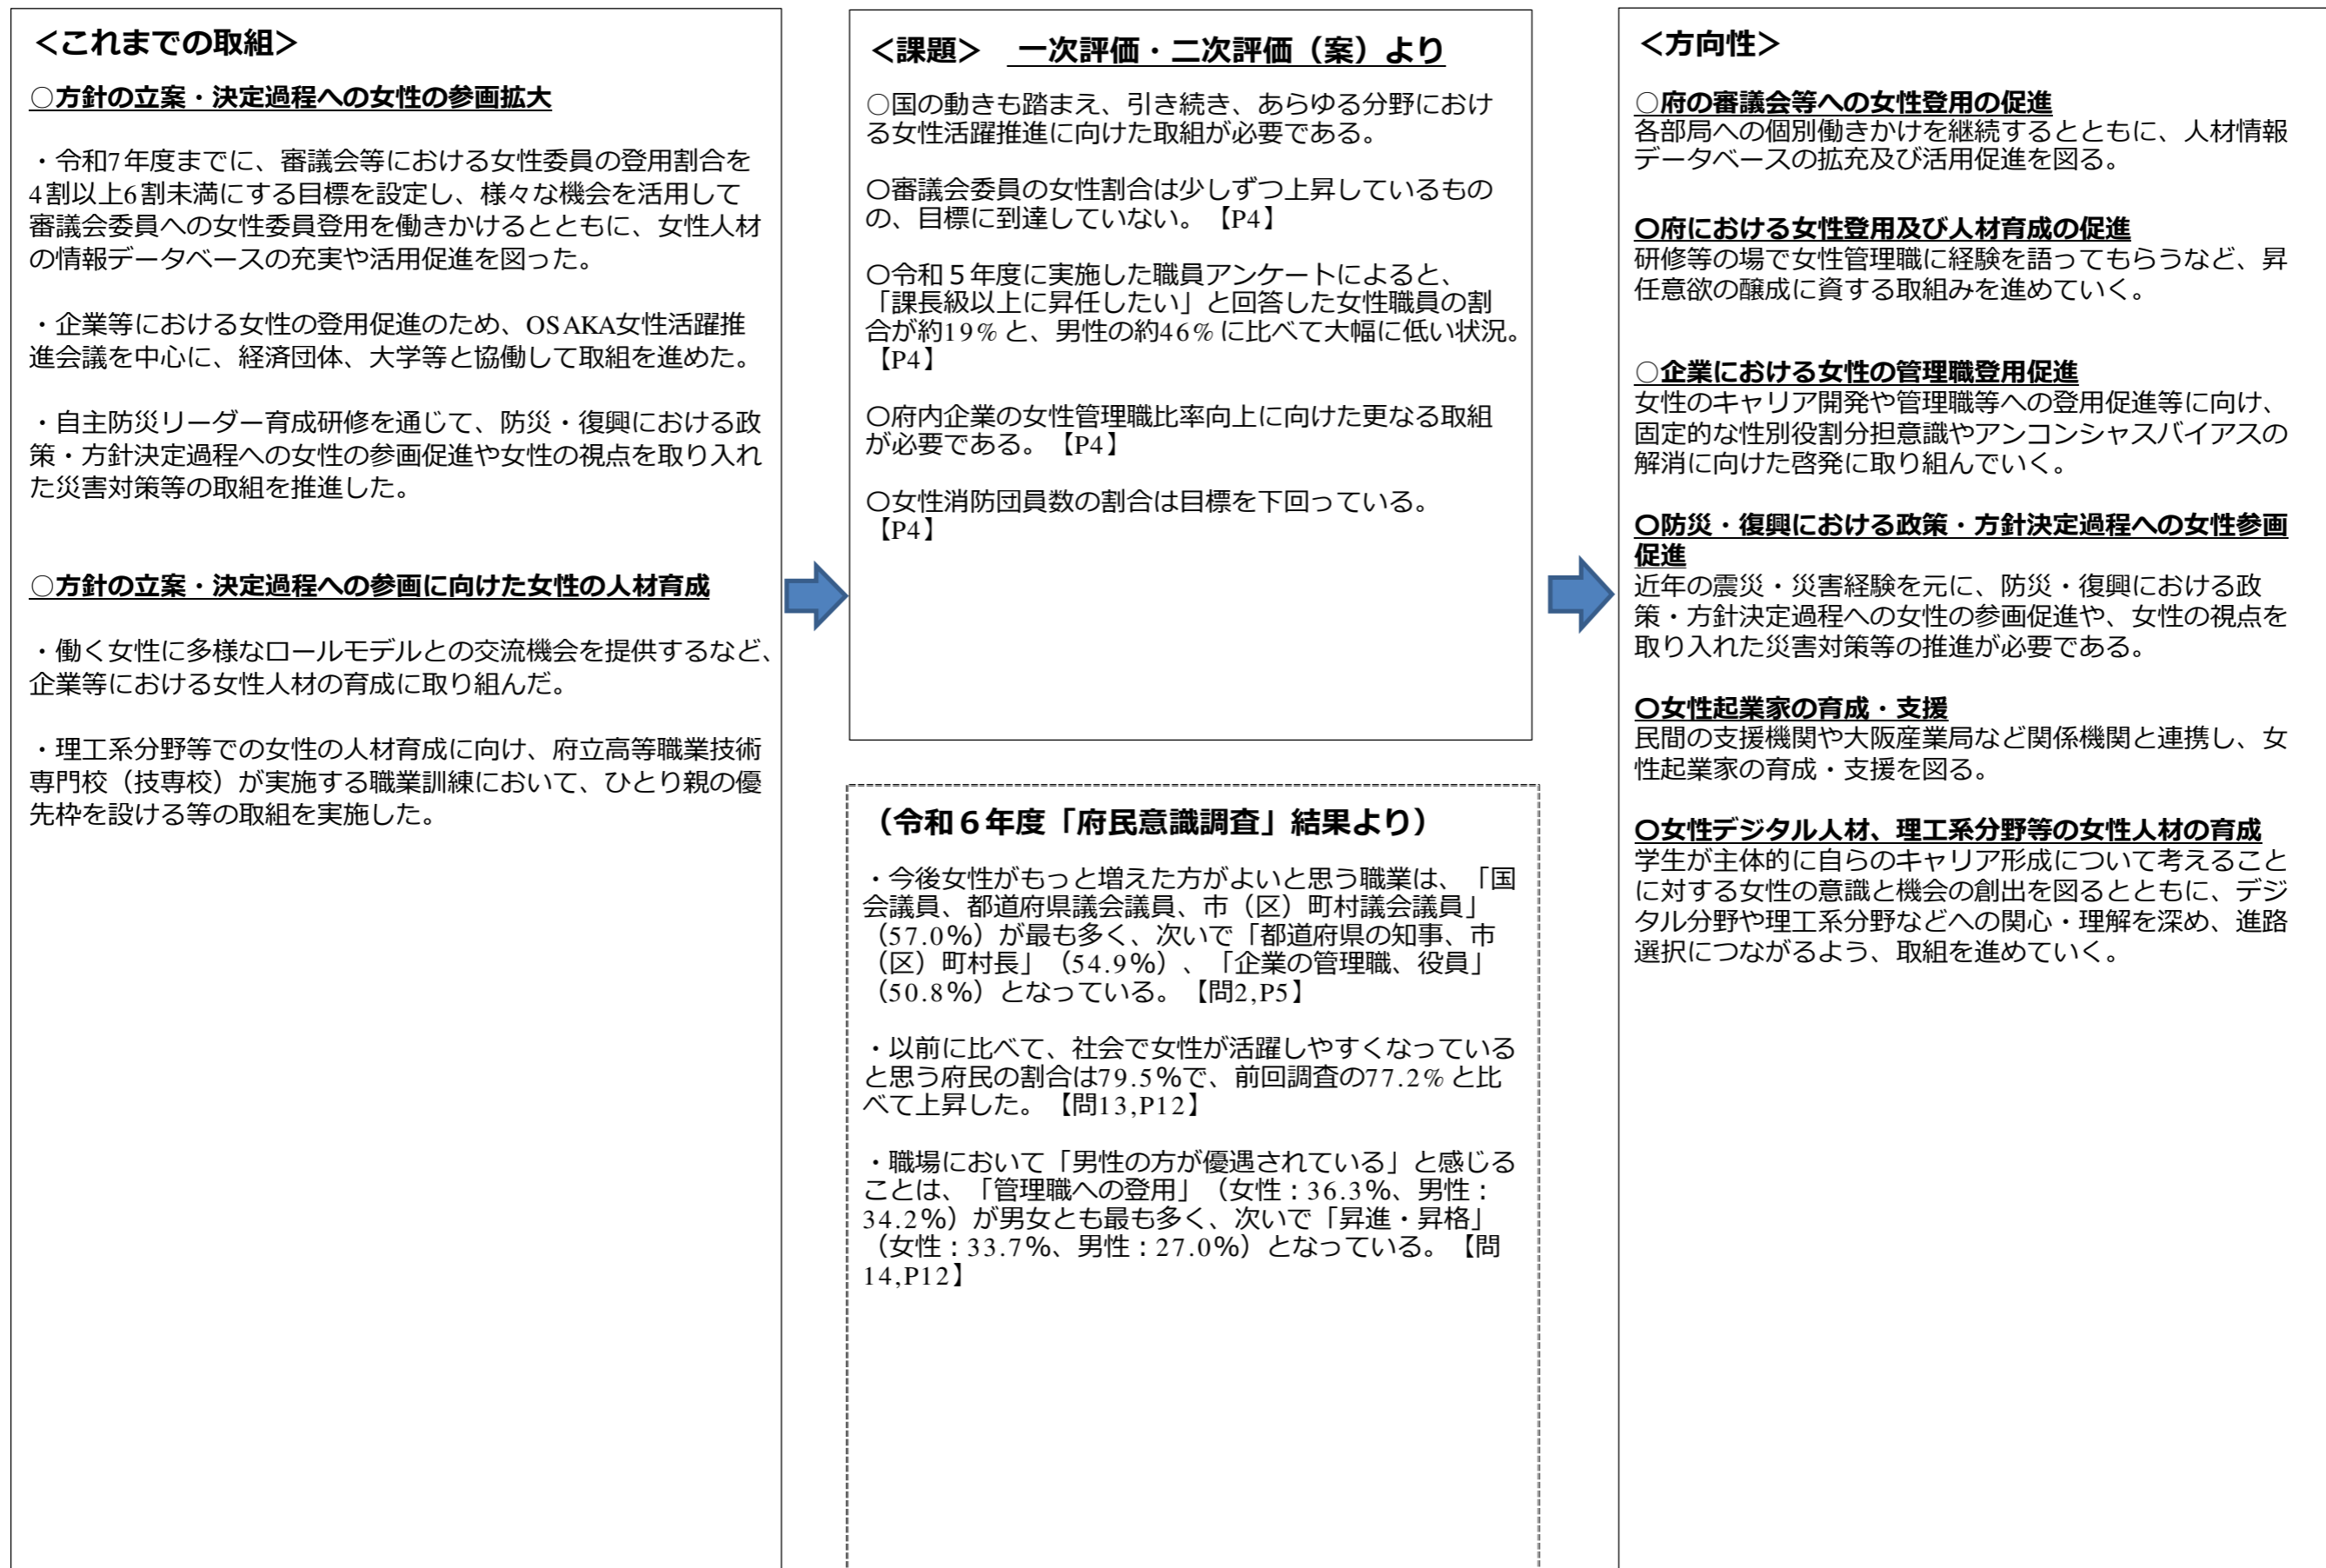 ＜これまでの取組＞
○方針の立案・決定過程への女性の参画拡大
・令和7年度までに、審議会等における女性委員の登用割合を
4割以上6割未満にする目標を設定し、様々な機会を活用して
審議会委員への女性委員登用を働きかけるとともに、女性人材
の情報データベースの充実や活用促進を図った。
・企業等における女性の登用促進のため、OSAKA女性活躍推
進会議を中心に、経済団体、大学等と協働して取組を進めた。
・自主防災リーダー育成研修を通じて、防災・復興における政
策・方針決定過程への女性の参画促進や女性の視点を取り入れ
た災害対策等の取組を推進した。
○方針の立案・決定過程への参画に向けた女性の人材育成
・働く女性に多様なロールモデルとの交流機会を提供するなど、
企業等における女性人材の育成に取り組んだ。
・理工系分野等での女性の人材育成に向け、府立高等職業技術
専門校（技専校）が実施する職業訓練において、ひとり親の優
先枠を設ける等の取組を実施した。
＜課題＞　一次評価・二次評価（案）より
○国の動きも踏まえ、引き続き、あらゆる分野におけ
る女性活躍推進に向けた取組が必要である。
〇審議会委員の女性割合は少しずつ上昇しているもの
の、目標に到達していない。【P4】
〇令和５年度に実施した職員アンケートによると、
「課長級以上に昇任したい」と回答した女性職員の割
合が約19%と、男性の約46%に比べて大幅に低い状況。
【P4】
〇府内企業の女性管理職比率向上に向けた更なる取組
が必要である。【P4】
〇女性消防団員数の割合は目標を下回っている。
【P4】
（令和６年度「府民意識調査」結果より）
・今後女性がもっと増えた方がよいと思う職業は、「国
会議員、都道府県議会議員、市（区）町村議会議員」
（57.0%）が最も多く、次いで「都道府県の知事、市
（区）町村長」（54.9%）、「企業の管理職、役員」
（50.8%）となっている。【問2,P5】
・以前に比べて、社会で女性が活躍しやすくなっている
と思う府民の割合は79.5%で、前回調査の77.2%と比
べて上昇した。【問13,P12】
・職場において「男性の方が優遇されている」と感じる
ことは、「管理職への登用」（女性：36.3%、男性：
34.2%）が男女とも最も多く、次いで「昇進・昇格」
（女性：33.7%、男性：27.0%）となっている。【問
14,P12】
＜方向性＞
○府の審議会等への女性登用の促進
各部局への個別働きかけを継続するとともに、人材情報
データベースの拡充及び活用促進を図る。
〇府における女性登用及び人材育成の促進
研修等の場で女性管理職に経験を語ってもらうなど、昇
任意欲の醸成に資する取組みを進めていく。
○企業における女性の管理職登用促進
女性のキャリア開発や管理職等への登用促進等に向け、
固定的な性別役割分担意識やアンコンシャスバイアスの
解消に向けた啓発に取り組んでいく。
〇防災・復興における政策・方針決定過程への女性参画
促進
近年の震災・災害経験を元に、防災・復興における政
策・方針決定過程への女性の参画促進や、女性の視点を
取り入れた災害対策等の推進が必要である。
〇女性起業家の育成・支援
民間の支援機関や大阪産業局など関係機関と連携し、女
性起業家の育成・支援を図る。
〇女性デジタル人材、理工系分野等の女性人材の育成
学生が主体的に自らのキャリア形成について考えること
に対する女性の意識と機会の創出を図るとともに、デジ
タル分野や理工系分野などへの関心・理解を深め、進路
選択につながるよう、取組を進めていく。